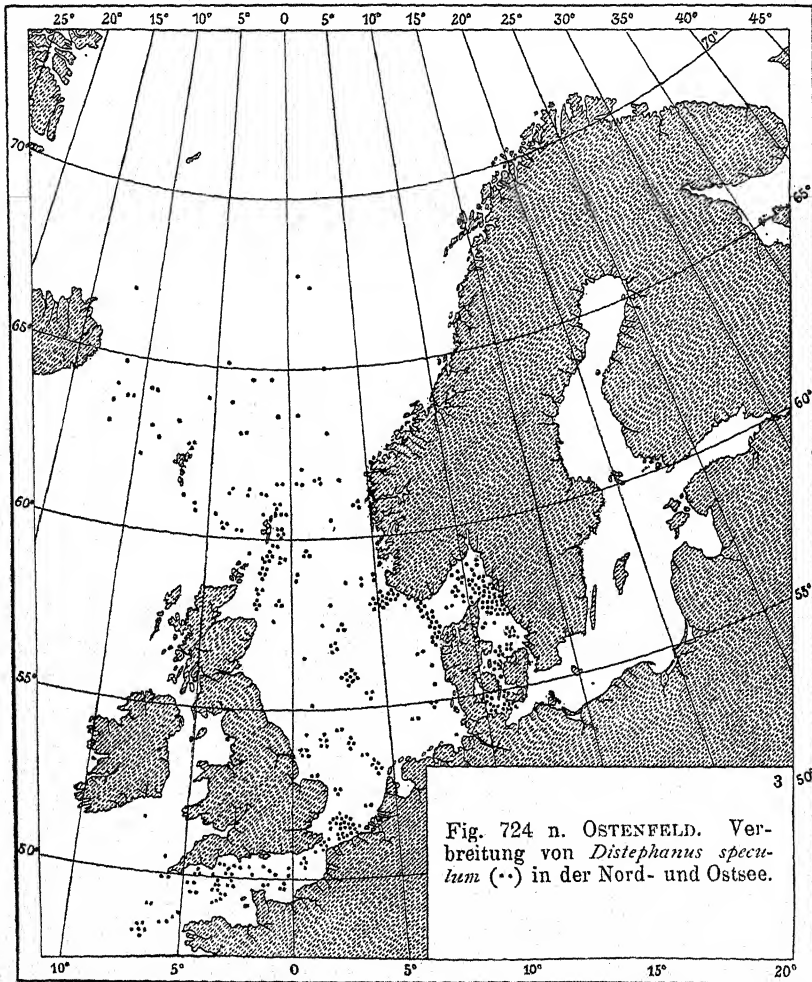 25° 20° 15° 10° 5° 0 5° 10° 15° 20° 25° 30° 35° 40° 45°
70°
70°
65°
65°
60°
60°
55°
55°
50°
50°
3
Fig. 724 n. OSTENFELD. Ver-
breitung von Distephanus specu-
lum (··) in der Nord- und Ostsee.
10° 5° 0 5° 10° 15° 20°